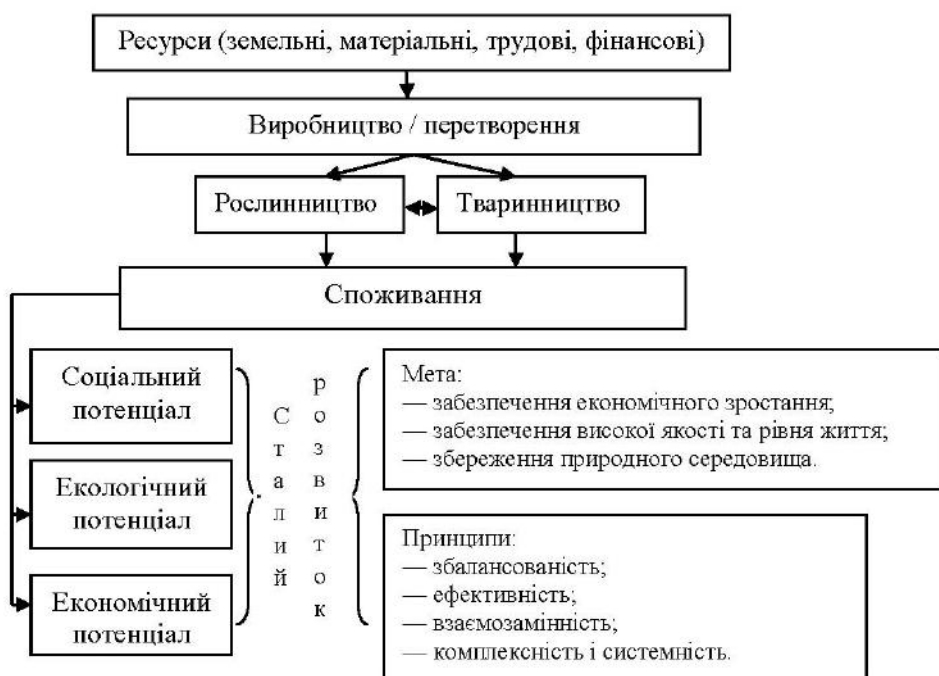 Ресурси (земельні, матеріальні, трудові, фінансові)
Виробництво / перетворення
Рослинництво
Тваринництво
Споживання
Соціальний
потенціал
Екологічний
потенціал
Економічний
потенціал
Сталий
розвиток
Мета:
— забезпечення економічного зростання;
— забезпечення високої якості та рівня життя;
— збереження природного середовища.
Принципи:
— збалансованість;
— ефективність;
— взаємозамінність;
— комплексність і системність.